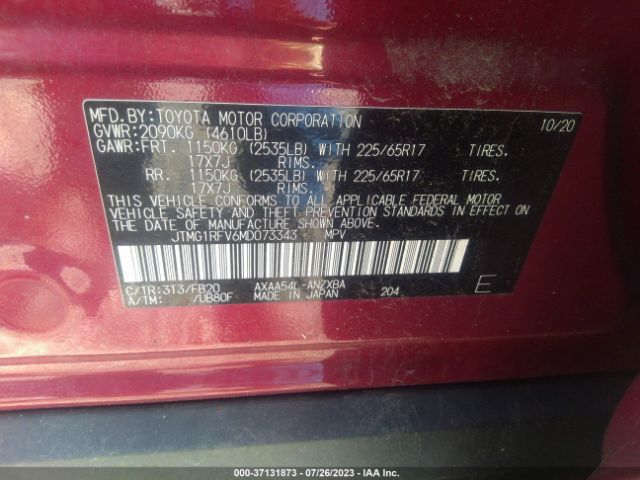 MFD.BY:TOYOTA MOTOR CORPORATION 10/20
GVWR:2090KG (4610LB)
GAWR:FRT. 1150KG (2535LB) WITH 225/65R17 TIRES.
17X7J RIMS.
RR. 1150KG (2535LB) WITH 225/65R17 TIRES.
17X7J RIMS.
THIS VEHICLE CONFORMS TO ALL APPLICABLE FEDERAL MOTOR
VEHICLE SAFETY AND THEFT PREVENTION STANDARDS IN EFFECT ON
THE DATE OF MANUFACTURE SHOWN ABOVE.
JTMG1RFV6MD073343 MPV
C/TR:3T3/FB20 AXAA54L-ANZXBA 204 E
A/TM: /UB80F MADE IN JAPAN
000-37131873 / 07/26/2023 / IAA Inc.